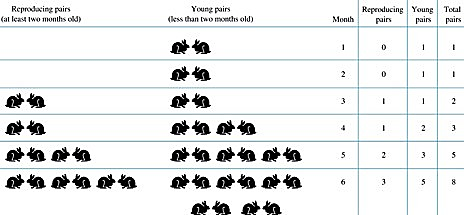 Reproducing pairs
(at least two months old)
Young pairs
(less than two months old)
Month
Reproducing
pairs
Young
pairs
Total
pairs
1 0 1 1
2 0 1 1
3 1 1 2
4 1 2 3
5 2 3 5
6 3 5 8